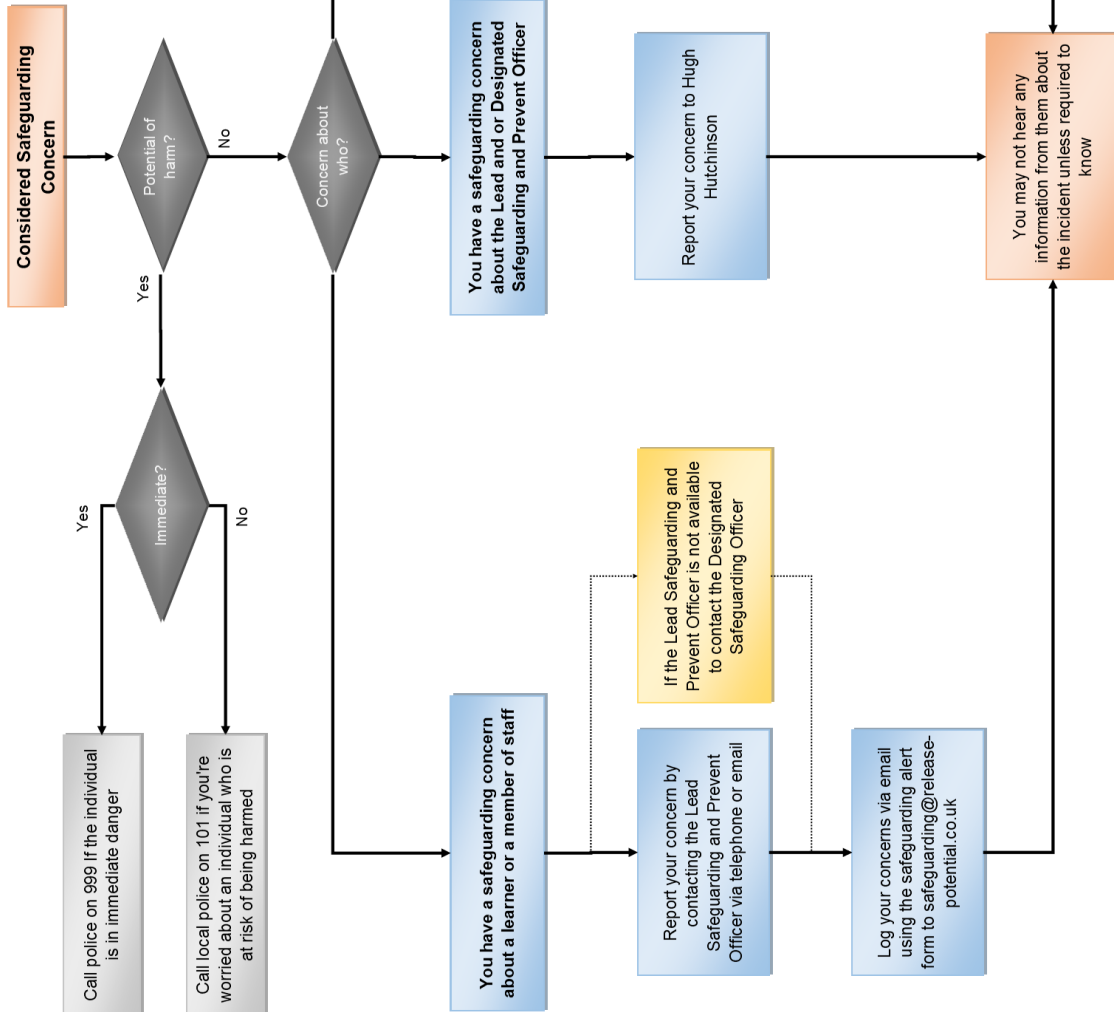 Considered Safeguarding
Concern
Potential of
harm?
Yes
No
Immediate?
Yes
No
Call police on 999 If the individual
is in immediate danger
Call local police on 101 if you're
worried about an individual who is
at risk of being harmed
Concern about
who?
You have a safeguarding concern
about a learner or a member of staff
Report your concern by
contacting the Lead
Safeguarding and Prevent
Officer via telephone or email
If the Lead Safeguarding and
Prevent Officer is not available
to contact the Designated
Safeguarding Officer
Log your concerns via email
using the safeguarding alert
form to safeguarding@release-
potential.co.uk
You have a safeguarding concern
about the Lead and or Designated
Safeguarding and Prevent Officer
Report your concern to Hugh
Hutchinson
You may not hear any
information from them about
the incident unless required to
know